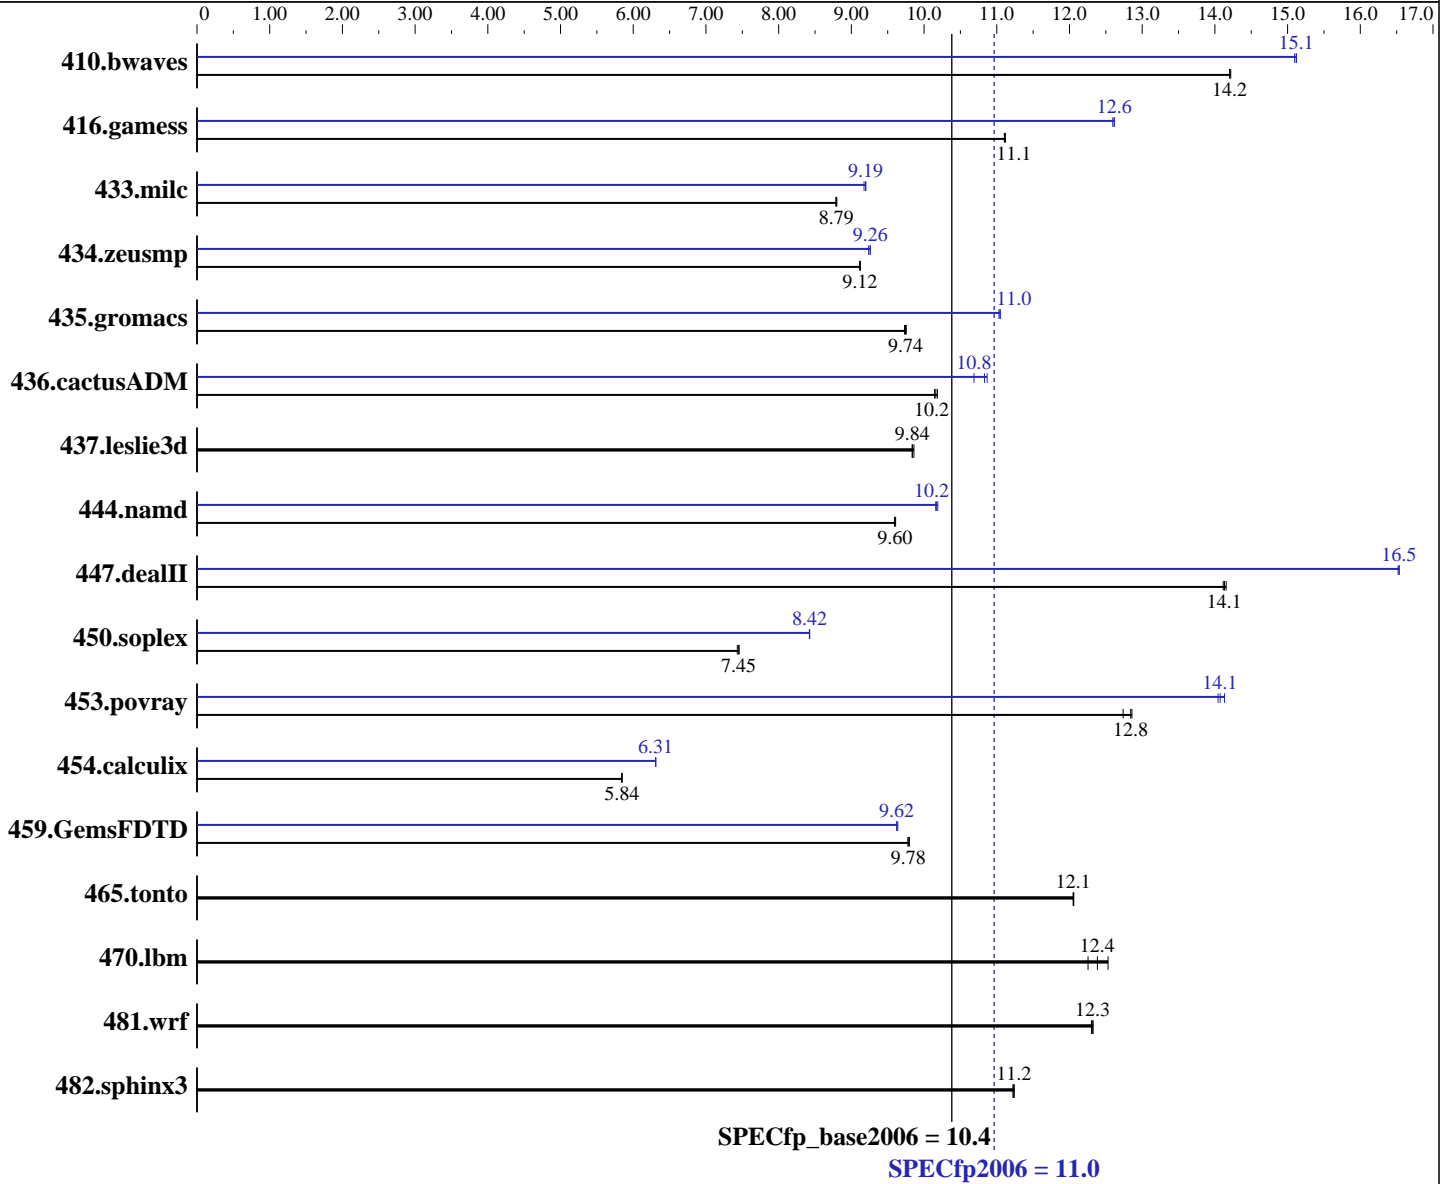 0 1.00 2.00 3.00 4.00 5.00 6.00 7.00 8.00 9.00 10.0 11.0 12.0 13.0 14.0 15.0 16.0 17.0
410.bwaves 15.1
14.2
416.gamess 12.6
11.1
433.milc 9.19
8.79
434.zeusmp 9.26
9.12
435.gromacs 11.0
9.74
436.cactusADM 10.8
10.2
437.leslie3d 9.84
444.namd 10.2
9.60
447.dealII 16.5
14.1
450.soplex 8.42
7.45
453.povray 14.1
12.8
454.calculix 6.31
5.84
459.GemsFDTD 9.62
9.78
465.tonto 12.1
470.lbm 12.4
481.wrf 12.3
482.sphinx3 11.2
SPECfp_base2006 = 10.4
SPECfp2006 = 11.0